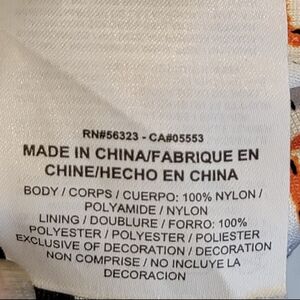 RN#56323 - CA#05553
MADE IN CHINA/FABRIQUE EN
CHINE/HECHO EN CHINA
BODY / CORPS / CUERPO: 100% NYLON /
POLYAMIDE / NYLON
LINING / DOUBLURE / FORRO: 100%
POLYESTER / POLYESTER / POLIESTER
EXCLUSIVE OF DECORATION / DECORATION
NON COMPRISE / NO INCLUYE LA
DECORACION